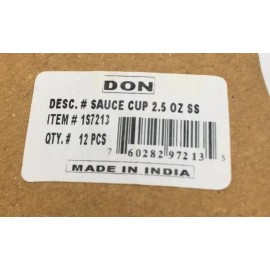 DON
DESC. # SAUCE CUP 2.5 OZ SS
ITEM # 1S7213
QTY. # 12 PCS
7 60282 97213 5
MADE IN INDIA